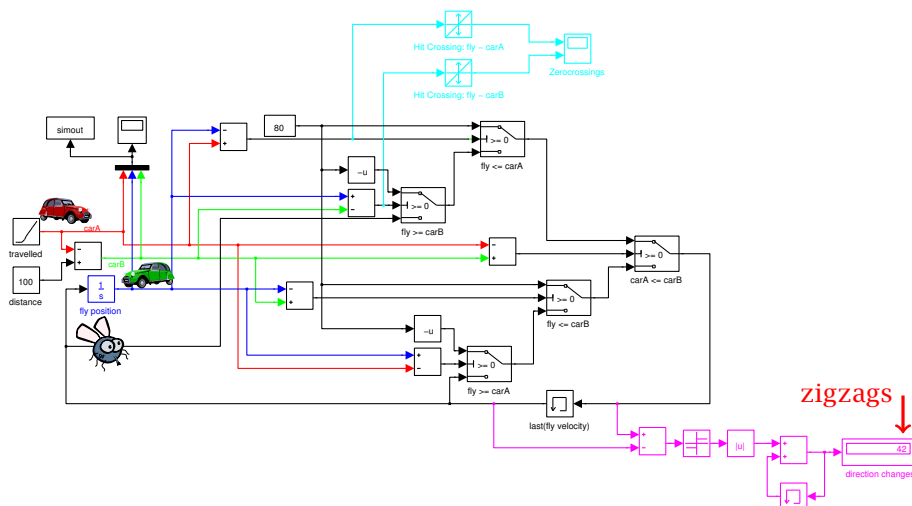 Hit Crossing: fly ~ carA
Zerocrossings
Hit Crossing: fly ~ carB
simout
80
- 
+
>= 0
fly <= carA
-u
+
-
>= 0
fly >= carB
carA
travelled
-
+
carB
-
+
>= 0
carA <= carB
100
distance
1
s
fly position
-
+
>= 0
fly <= carB
-u
+
-
>= 0
fly >= carA
last(fly velocity)
zigzags
+
-
|u|
+
+
42
direction changes